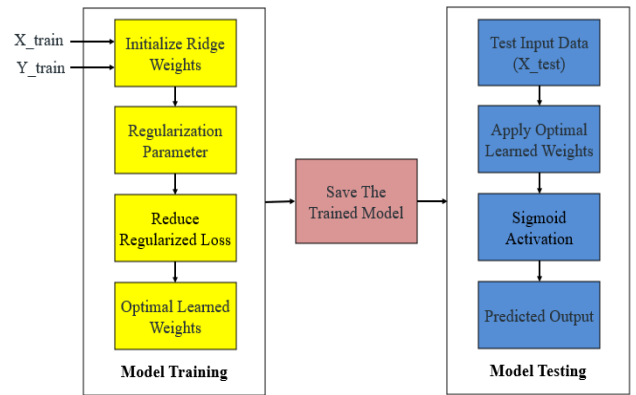 X_train
Y_train
Initialize Ridge
Weights
Regularization
Parameter
Reduce
Regularized Loss
Optimal Learned
Weights
Model Training
Save The
Trained Model
Test Input Data
(X_test)
Apply Optimal
Learned Weights
Sigmoid
Activation
Predicted Output
Model Testing